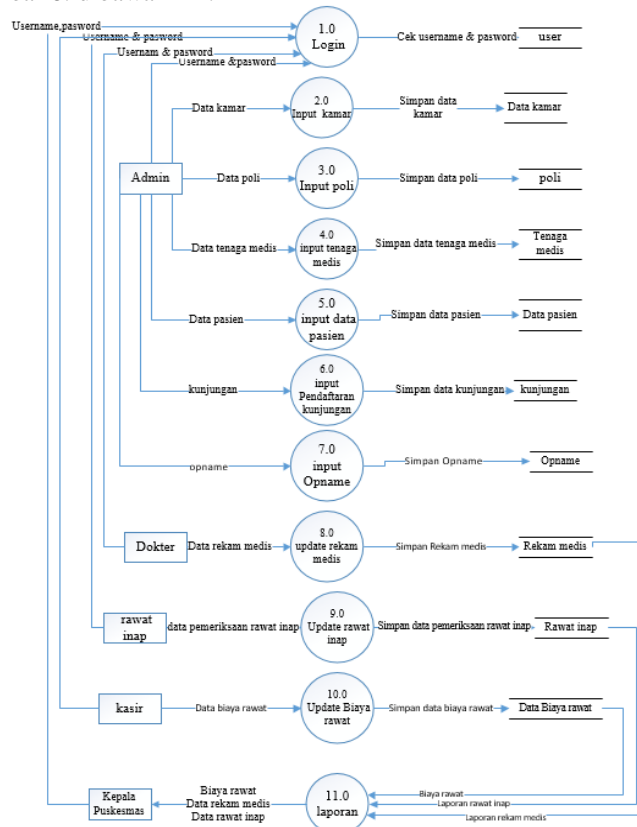 Username,pasword
Username & pasword
Usernam & pasword
Username &pasword
1.0
Login
Cek username & pasword
user
Data kamar
2.0
Input kamar
Simpan data
kamar
Data kamar
Admin
Data poli
3.0
Input poli
Simpan data poli
poli
Data tenaga medis
4.0
input tenaga
medis
Simpan data tenaga medis
Tenaga
medis
Data pasien
5.0
input data
pasien
Simpan data pasien
Data pasien
kunjungan
6.0
input
Pendaftaran
kunjungan
Simpan data kunjungan
kunjungan
opname
7.0
input
Opname
Simpan Opname
Opname
Dokter
Data rekam medis
8.0
update rekam
medis
Simpan Rekam medis
Rekam medis
rawat
inap
data pemeriksaan rawat inap
9.0
Update rawat
inap
Simpan data pemeriksaan rawat inap
Rawat inap
kasir
Data biaya rawat
10.0
Update Biaya
rawat
Simpan data biaya rawat
Data Biaya rawat
Kepala
Puskesmas
Biaya rawat
Data rekam medis
Data rawat inap
11.0
laporan
Biaya rawat
Laporan rawat inap
Laporan rekam medis